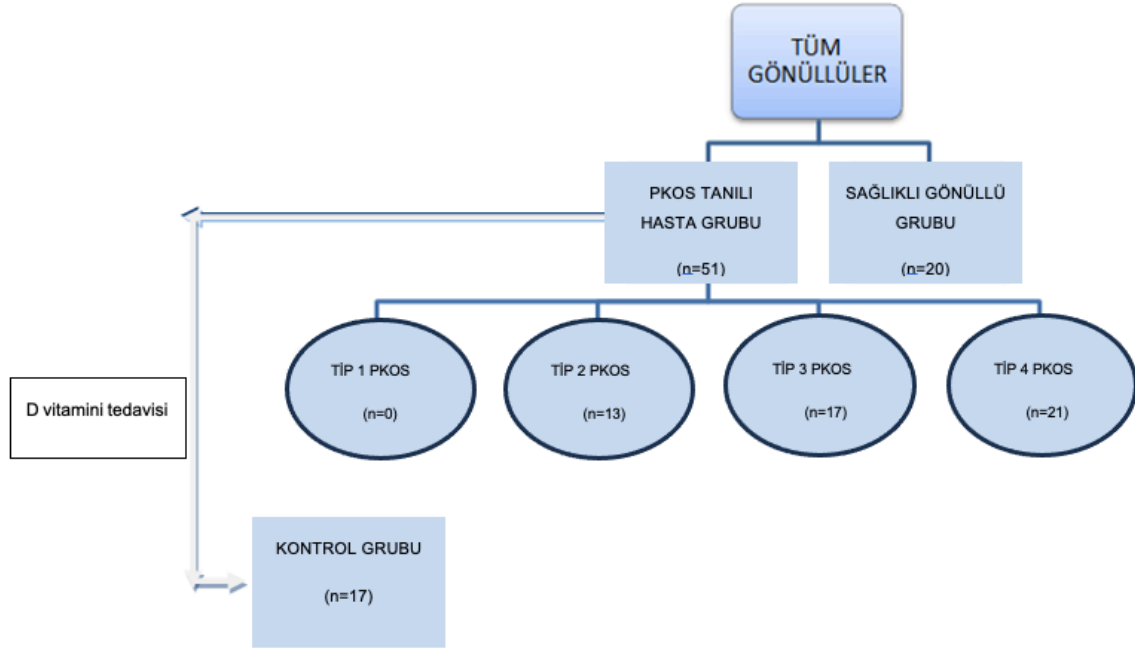 TÜM
GÖNÜLLÜLER
PKOS TANILI
HASTA GRUBU
(n=51)
SAĞLIKLI GÖNÜLLÜ
GRUBU
(n=20)
TİP 1 PKOS
(n=0)
TİP 2 PKOS
(n=13)
TİP 3 PKOS
(n=17)
TİP 4 PKOS
(n=21)
D vitamini tedavisi
KONTROL GRUBU
(n=17)